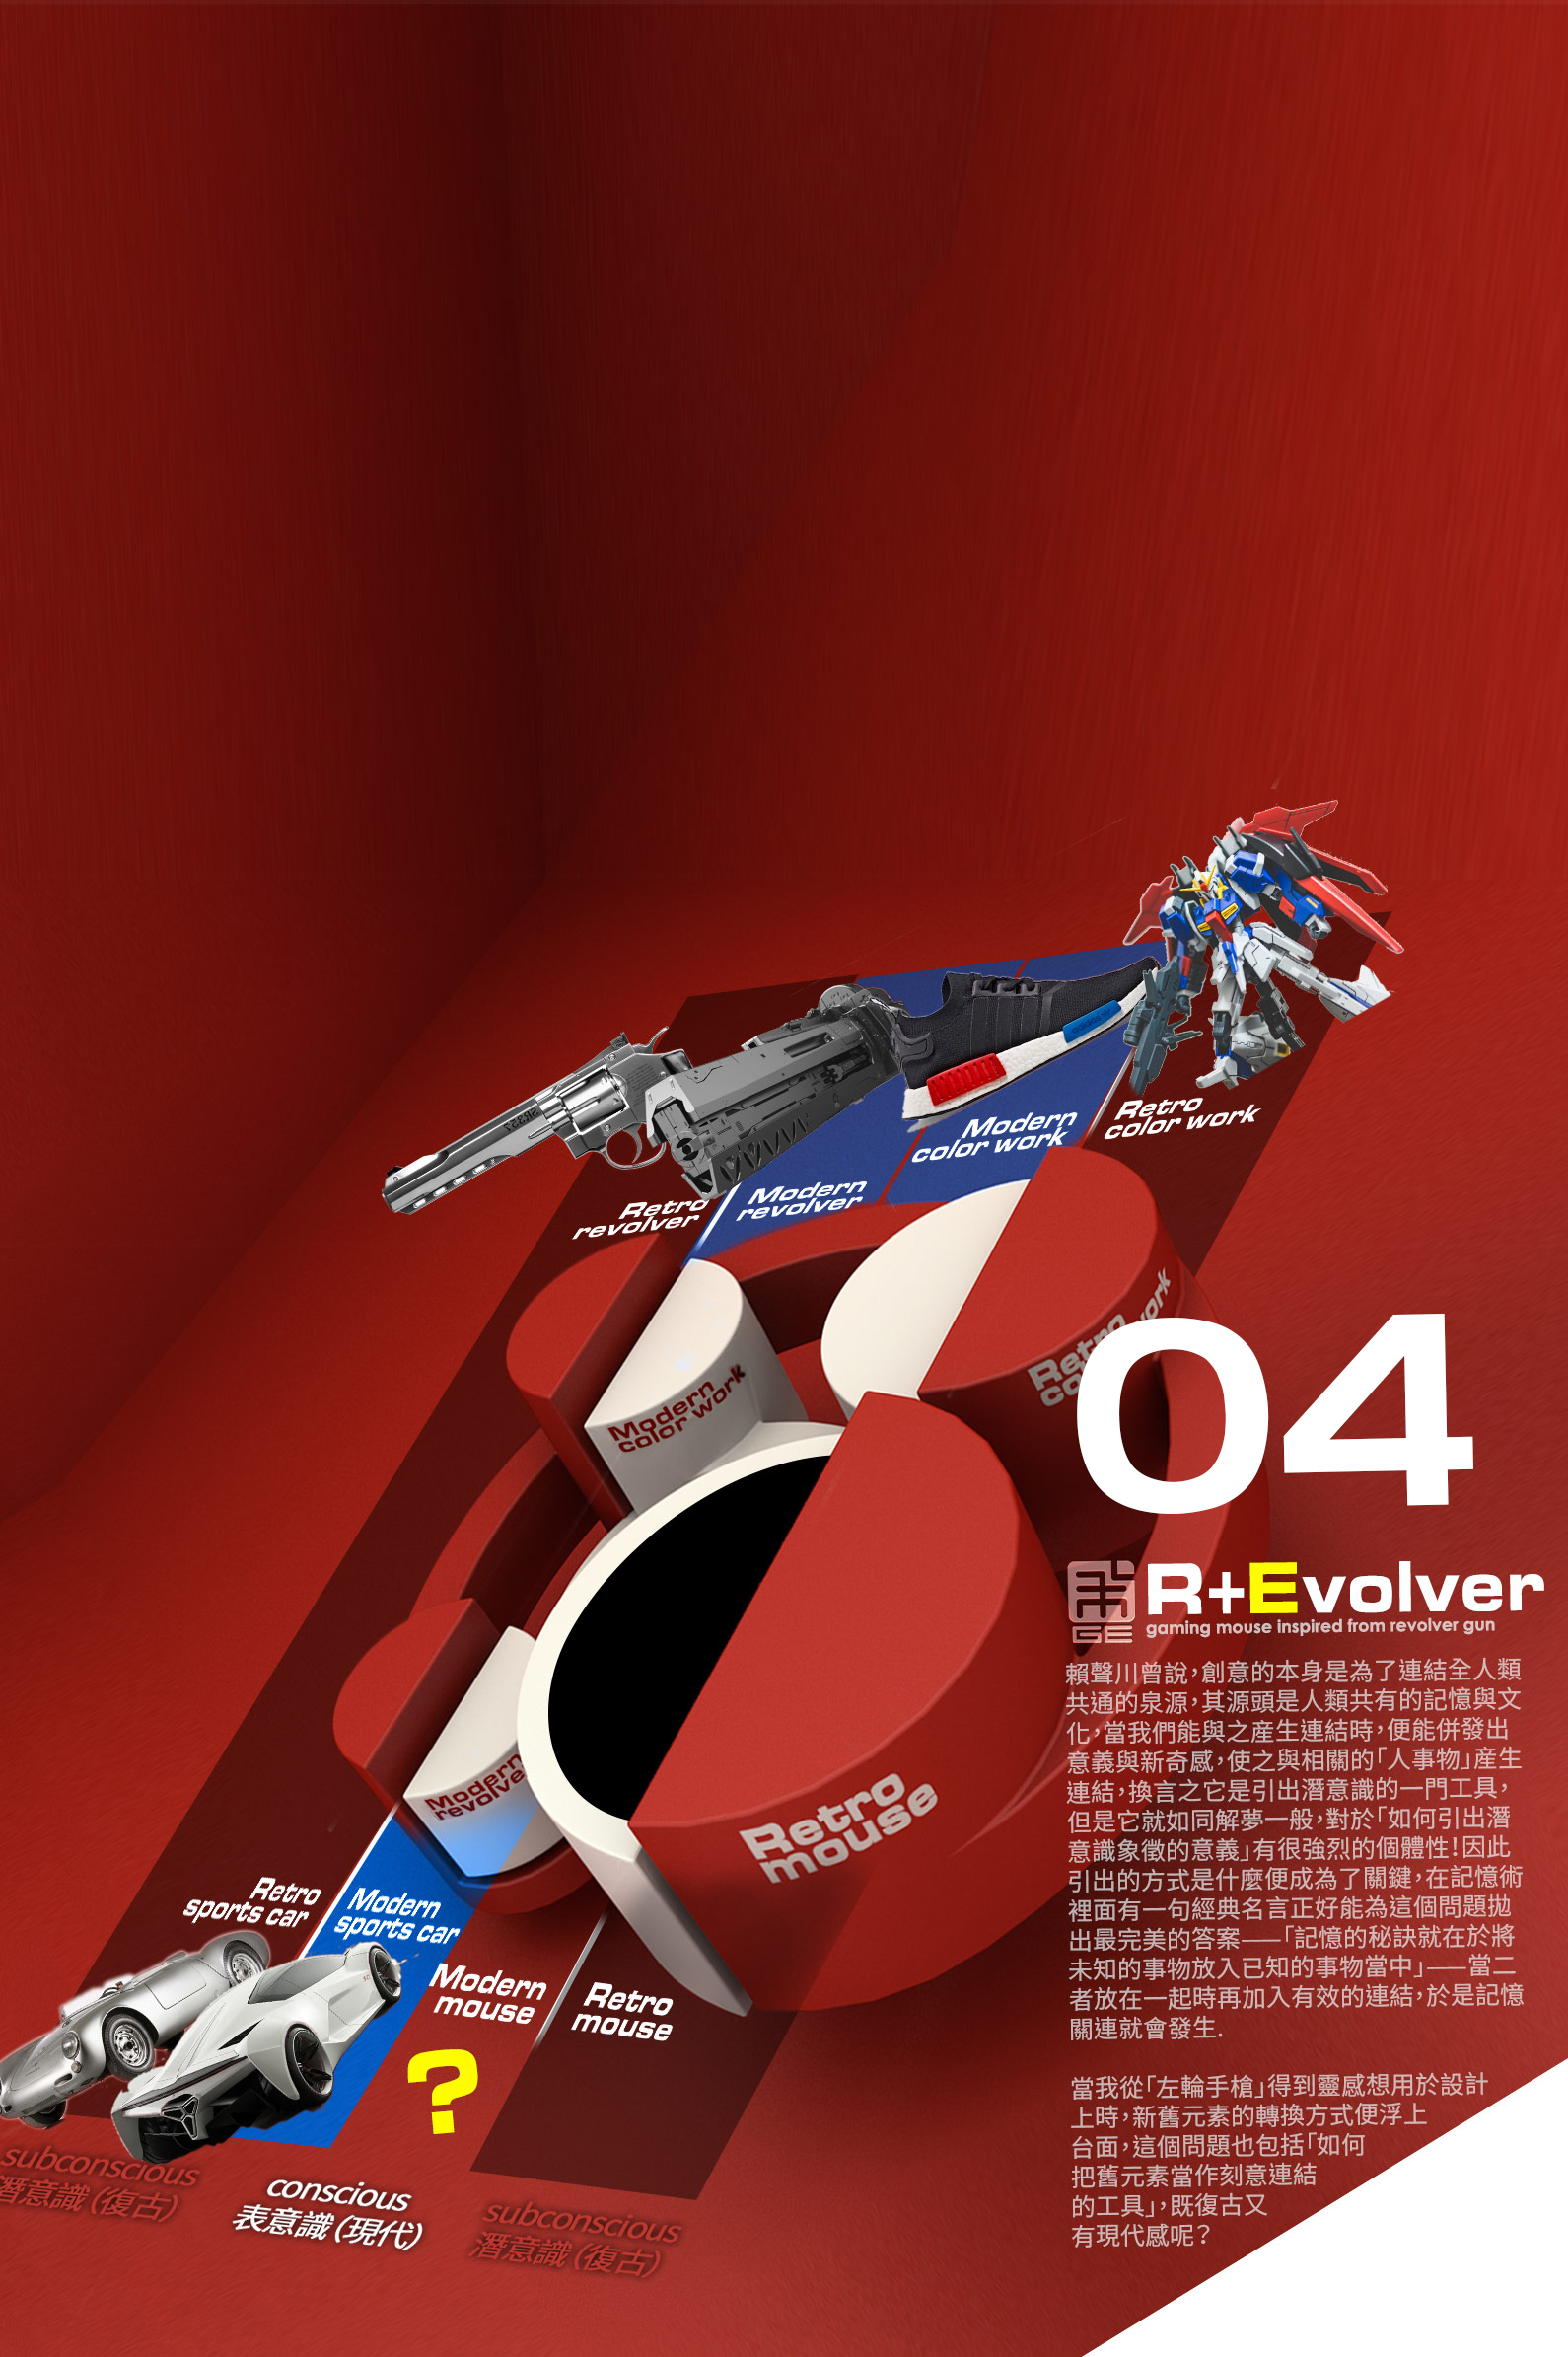 Retro
color work
Modern
color work
Modern
revolver
Retro
revolver
Modern
color work
04
GE
R+Evolver
gaming mouse inspired from revolver gun
賴聲川曾說，創意的本身是為了連結全人類
共通的泉源，其源頭是人類共有的記憶與文
化，當我們能與之產生連結時，便能併發出
意義與新奇感，使之與相關的「人事物」產生
連結，換言之它是引出潛意識的一門工具，
但是它就如同解夢一般，對於「如何引出潛
意識象徵的意義」有很強烈的個體性！因此
引出的方式是什麼便成為了關鍵，在記憶術
裡面有一句經典名言正好能為這個問題拋
出最完美的答案——「記憶的秘訣就在於將
未知的事物放入已知的事物當中」——當二
者放在一起時再加入有效的連結，於是記憶
關連就會發生.
當我從「左輪手槍」得到靈感想用於設計
上時，新舊元素的轉換方式便浮上
台面，這個問題也包括「如何
把舊元素當作刻意連結
的工具」，既復古又
有現代感呢？
Modern
revolver
Retro
mouse
Retro
sports car
Modern
sports car
Modern
mouse
Retro
mouse
?
subconscious
潛意識（復古）
conscious
表意識（現代）
subconscious
潛意識（復古）